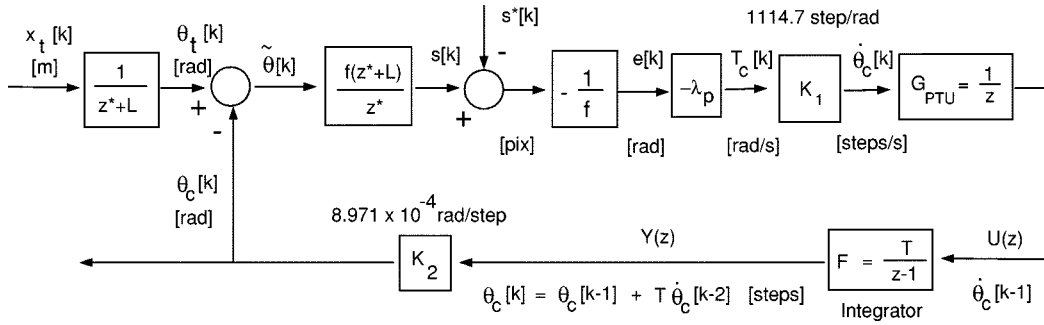 s*[k]
1114.7 step/rad
x_t [k]
[m]
θ_t [k]
[rad]
θ̃[k]
s[k]
-
e[k]
T_c [k]
θ̇_c [k]
1
z*+L
+
-
f(z*+L)
z*
+
- 1
f
-λ_p
K_1
G_PTU = 1
z
[pix]
[rad]
[rad/s]
[steps/s]
θ_c [k]
[rad]
8.971 x 10^-4 rad/step
K_2
Y(z)
F = T
z-1
U(z)
θ_c [k] = θ_c [k-1] + T θ̇_c [k-2] [steps]
Integrator
θ̇_c [k-1]